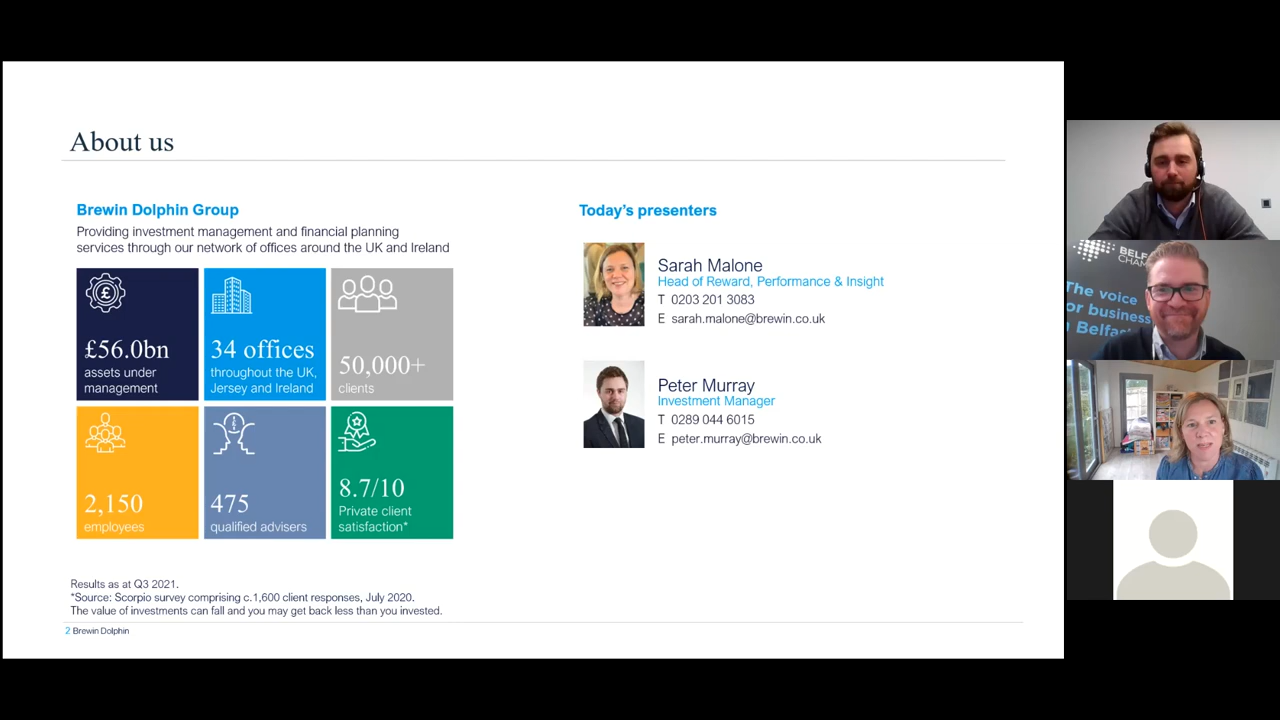 About us
Brewin Dolphin Group
Providing investment management and financial planning
services through our network of offices around the UK and Ireland
£56.0bn
assets under
management
34 offices
throughout the UK,
Jersey and Ireland
50,000+
clients
2,150
employees
475
qualified advisers
8.7/10
Private client
satisfaction*
Results as at Q3 2021.
*Source: Scorpio survey comprising c.1,600 client responses, July 2020.
The value of investments can fall and you may get back less than you invested.
2 Brewin Dolphin
Today's presenters
Sarah Malone
Head of Reward, Performance & Insight
T 0203 201 3083
E sarah.malone@brewin.co.uk
Peter Murray
Investment Manager
T 0289 044 6015
E peter.murray@brewin.co.uk
BELF
CHAM
The voice
or business
n Belfas